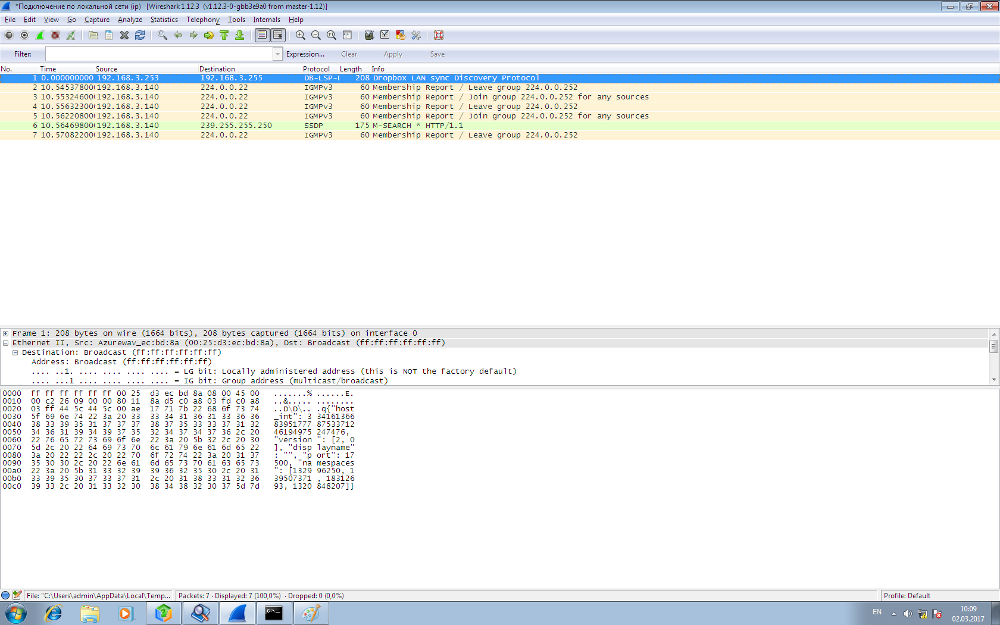 *Подключение по локальной сети (ip) [Wireshark 1.12.3 (v1.12.3-0-gbb3e9a0 from master-1.12)]
File Edit View Go Capture Analyze Statistics Telephony Tools Internals Help
Filter: Expression... Clear Apply Save
No. Time Source Destination Protocol Length Info
1 0.000000000 192.168.3.253 192.168.3.255 DB-LSP-D 208 Dropbox LAN sync Discovery Protocol
2 10.545378000 192.168.3.140 224.0.0.22 IGMPv3 60 Membership Report / Leave group 224.0.0.252
3 10.553246000 192.168.3.140 224.0.0.22 IGMPv3 60 Membership Report / Join group 224.0.0.252 for any sources
4 10.556323000 192.168.3.140 224.0.0.22 IGMPv3 60 Membership Report / Leave group 224.0.0.252
5 10.562208000 192.168.3.140 224.0.0.22 IGMPv3 60 Membership Report / Join group 224.0.0.252 for any sources
6 10.564698000 192.168.3.140 239.255.255.250 SSDP 175 M-SEARCH * HTTP/1.1
7 10.570822000 192.168.3.140 224.0.0.22 IGMPv3 60 Membership Report / Leave group 224.0.0.252
Frame 1: 208 bytes on wire (1664 bits), 208 bytes captured (1664 bits) on interface 0
Ethernet II, Src: Azurewav_ec:bd:8a (00:25:d3:ec:bd:8a), Dst: Broadcast (ff:ff:ff:ff:ff:ff)
Destination: Broadcast (ff:ff:ff:ff:ff:ff)
Address: Broadcast (ff:ff:ff:ff:ff:ff)
.... ..1. .... .... .... .... = LG bit: Locally administered address (this is NOT the factory default)
.... ...1 .... .... .... .... = IG bit: Group address (multicast/broadcast)
0000 ff ff ff ff ff ff 00 25 d3 ec bd 8a 08 00 45 00 .......% ......E.
0010 00 c2 26 09 00 00 80 11 8a d5 c0 a8 03 fd c0 a8 ..&..... ........
0020 03 ff 44 5c 44 5c 00 ae 17 71 7b 22 68 6f 73 74 ..D\D\.. .q{"host
0030 5f 69 6e 74 22 3a 20 33 33 34 31 36 31 33 36 36 _int": 3 34161366
0040 38 33 39 35 31 37 37 37 38 37 35 33 33 37 31 32 83951777 87533712
0050 34 36 31 39 34 39 37 35 32 34 37 34 37 36 2c 20 46194975 247476,
0060 22 76 65 72 73 69 6f 6e 22 3a 20 5b 32 2c 20 30 "version ": [2, 0
0070 5d 2c 20 22 64 69 73 70 6c 61 79 6e 61 6d 65 22 ], "disp layname"
0080 3a 20 22 22 2c 20 22 70 6f 72 74 22 3a 20 31 37 : "", "p ort": 17
0090 35 30 30 2c 20 22 6e 61 6d 65 73 70 61 63 65 73 500, "na mespaces
00a0 22 3a 20 5b 31 33 32 39 39 36 32 35 30 2c 20 31 ": [1329 96250, 1
00b0 33 39 35 30 37 33 37 31 2c 20 31 38 33 31 32 36 39507371 , 183126
00c0 39 33 2c 20 31 33 32 30 38 34 38 32 30 37 5d 7d 93, 1320 848207]}
File: "C:\Users\admin\AppData\Local\Temp... Packets: 7 · Displayed: 7 (100,0%) · Dropped: 0 (0,0%) Profile: Default
EN 10:09
02.03.2017